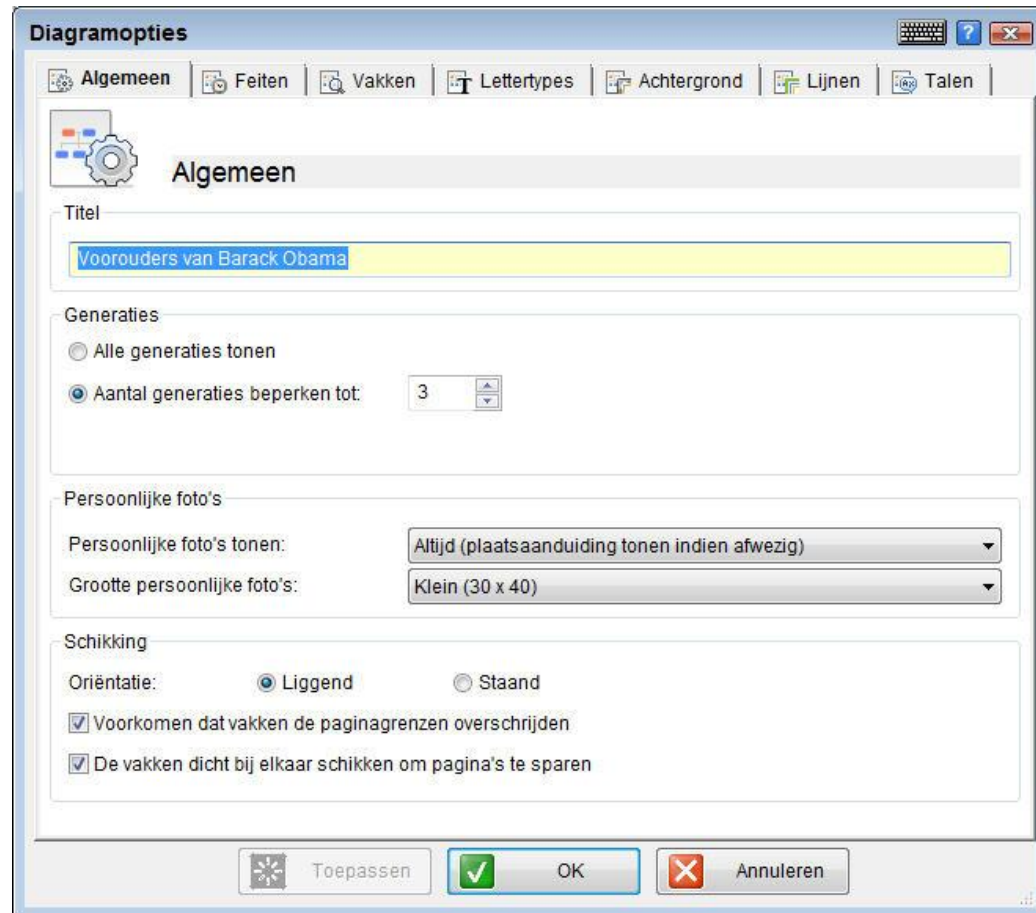 Diagramopties
Algemeen Feiten Vakken Lettertypes Achtergrond Lijnen Talen
Algemeen
Titel
Voorouders van Barack Obama
Generaties
Alle generaties tonen
Aantal generaties beperken tot: 3
Persoonlijke foto's
Persoonlijke foto's tonen: Altijd (plaatsaanduiding tonen indien afwezig)
Grootte persoonlijke foto's: Klein (30 x 40)
Schikking
Oriëntatie: Liggend Staand
Voorkomen dat vakken de paginagrenzen overschrijden
De vakken dicht bij elkaar schikken om pagina's te sparen
Toepassen OK Annuleren